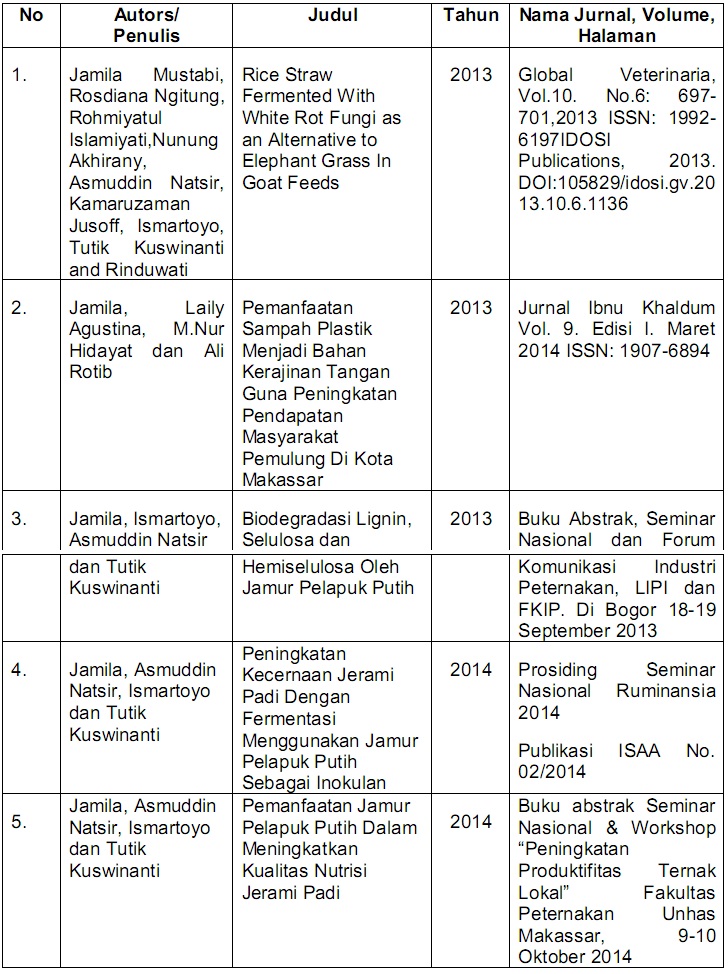 No Autors/ Judul Tahun Nama Jurnal, Volume,
Penulis Halaman
1.
Jamila Mustabi,
Rosdiana Ngitung,
Rohmiyatul
Islamiyati,Nunung
Akhirany,
Asmuddin Natsir,
Kamaruzaman
Jusoff, Ismartoyo,
Tutik Kuswinanti
and Rinduwati
Rice Straw
Fermented With
White Rot Fungi as
an Alternative to
Elephant Grass In
Goat Feeds
2013
Global Veterinaria,
Vol.10. No.6: 697-
701,2013 ISSN: 1992-
6197IDOSI
Publications, 2013.
DOI:105829/idosi.gv.20
13.10.6.1136
2.
Jamila, Laily
Agustina, M.Nur
Hidayat dan Ali
Rotib
Pemanfaatan
Sampah Plastik
Menjadi Bahan
Kerajinan Tangan
Guna Peningkatan
Pendapatan
Masyarakat
Pemulung Di Kota
Makassar
2013
Jurnal Ibnu Khaldum
Vol. 9. Edisi I. Maret
2014 ISSN: 1907-6894
3.
Jamila, Ismartoyo,
Asmuddin Natsir
dan Tutik
Kuswinanti
Biodegradasi Lignin,
Selulosa dan
Hemiselulosa Oleh
Jamur Pelapuk Putih
2013
Buku Abstrak, Seminar
Nasional dan Forum
Komunikasi Industri
Peternakan, LIPI dan
FKIP. Di Bogor 18-19
September 2013
4.
Jamila, Asmuddin
Natsir, Ismartoyo
dan Tutik
Kuswinanti
Peningkatan
Kecernaan Jerami
Padi Dengan
Fermentasi
Menggunakan Jamur
Pelapuk Putih
Sebagai Inokulan
2014
Prosiding Seminar
Nasional Ruminansia
2014
Publikasi ISAA No.
02/2014
5.
Jamila, Asmuddin
Natsir, Ismartoyo
dan Tutik
Kuswinanti
Pemanfaatan Jamur
Pelapuk Putih Dalam
Meningkatkan
Kualitas Nutrisi
Jerami Padi
2014
Buku abstrak Seminar
Nasional & Workshop
“Peningkatan
Produktifitas Ternak
Lokal” Fakultas
Peternakan Unhas
Makassar, 9-10
Oktober 2014